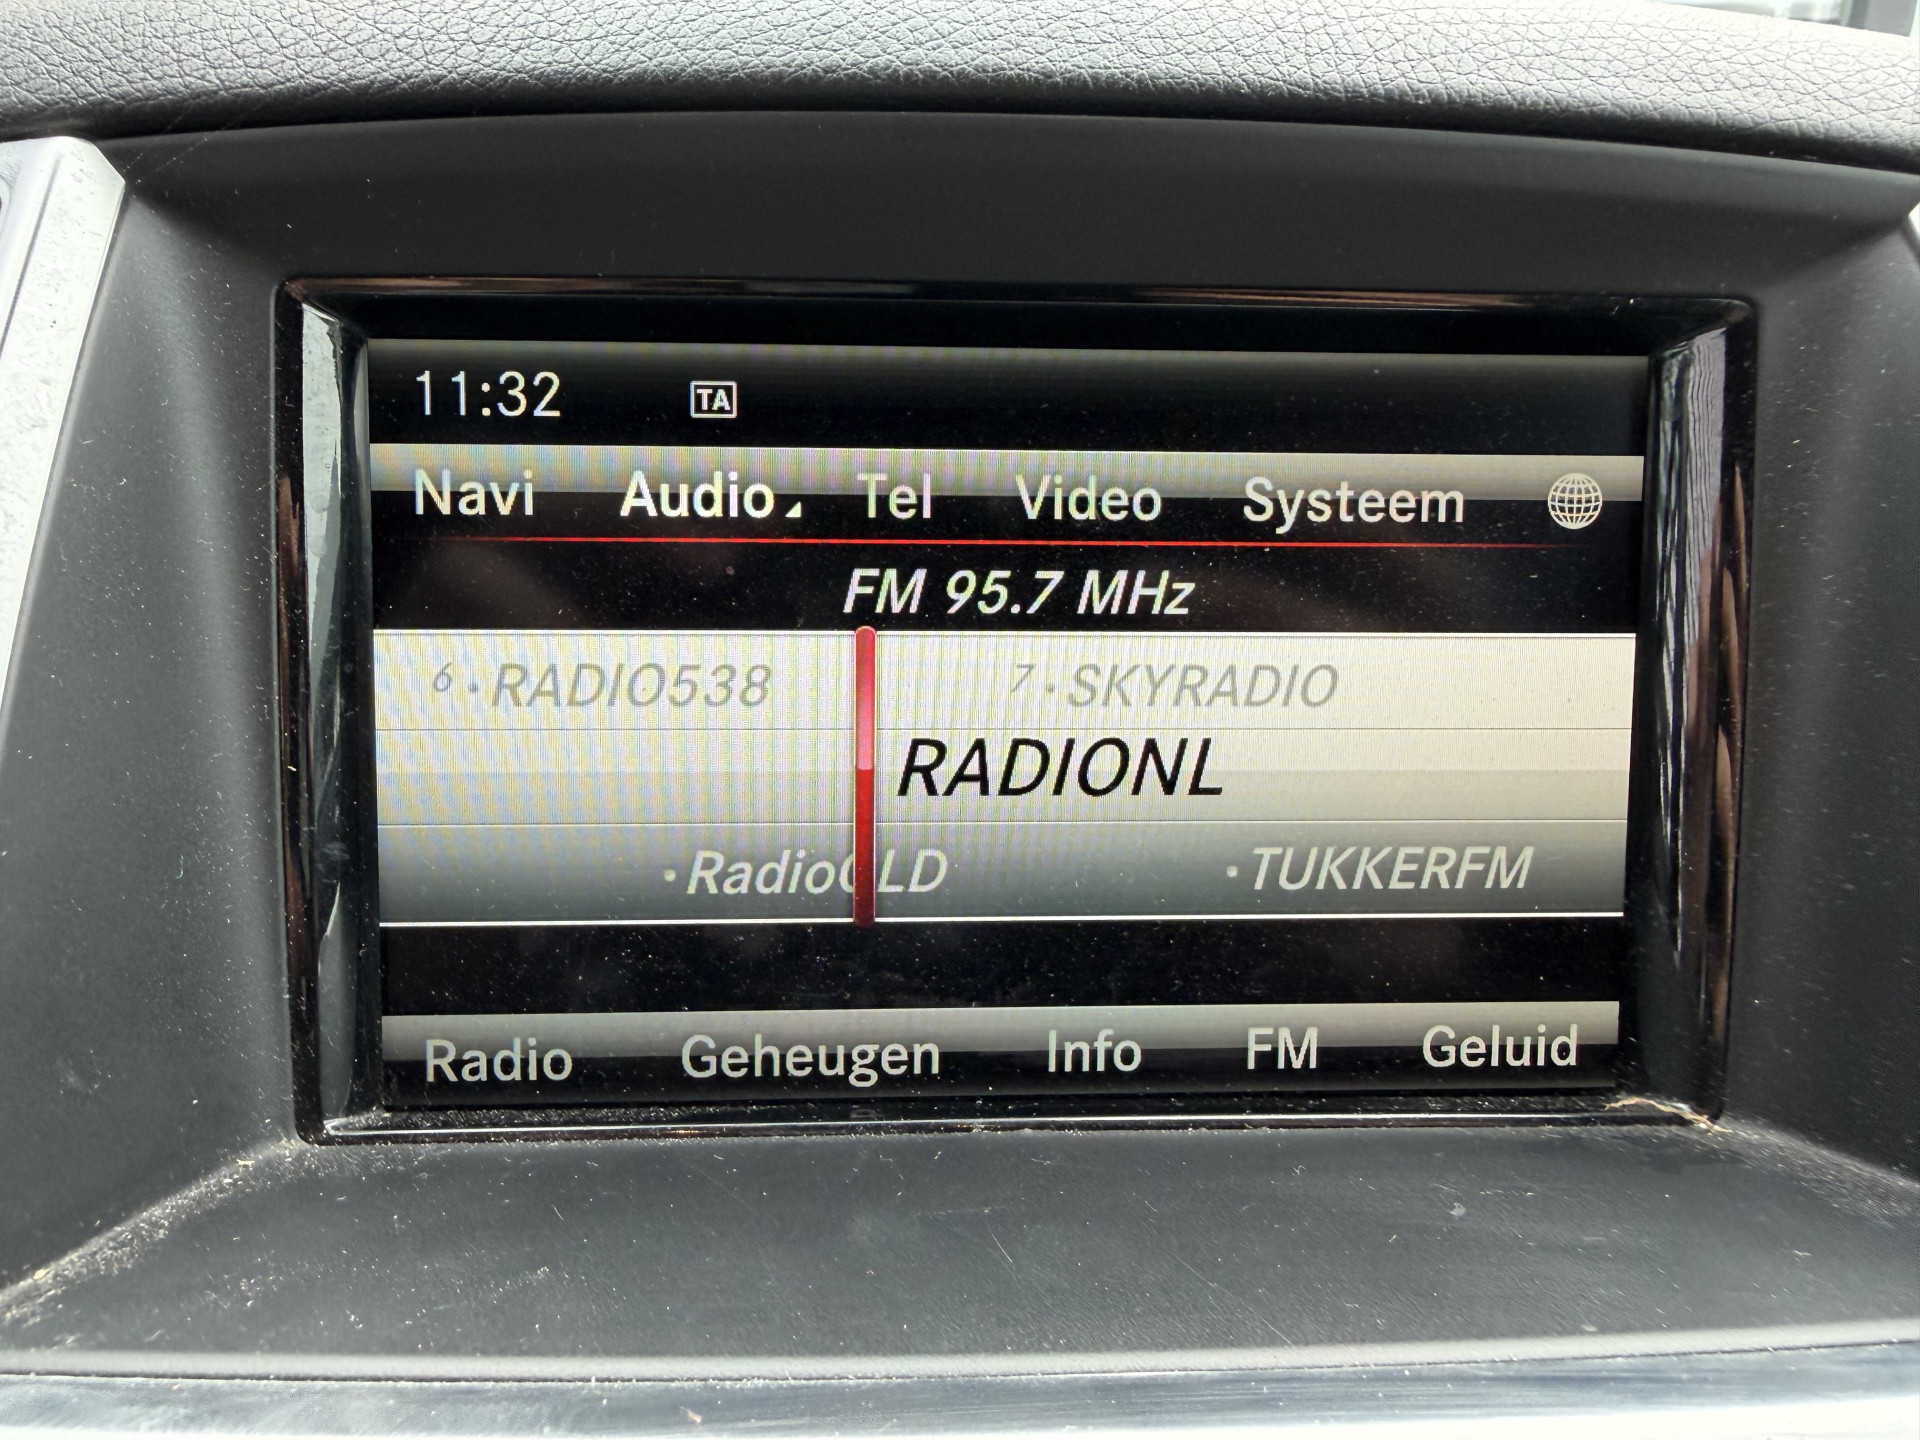 11:32 TA
Navi Audio Tel Video Systeem
FM 95.7 MHz
6 · RADIO538 7 · SKYRADIO
RADIONL
· RadioOLD · TUKKERFM
Radio Geheugen Info FM Geluid